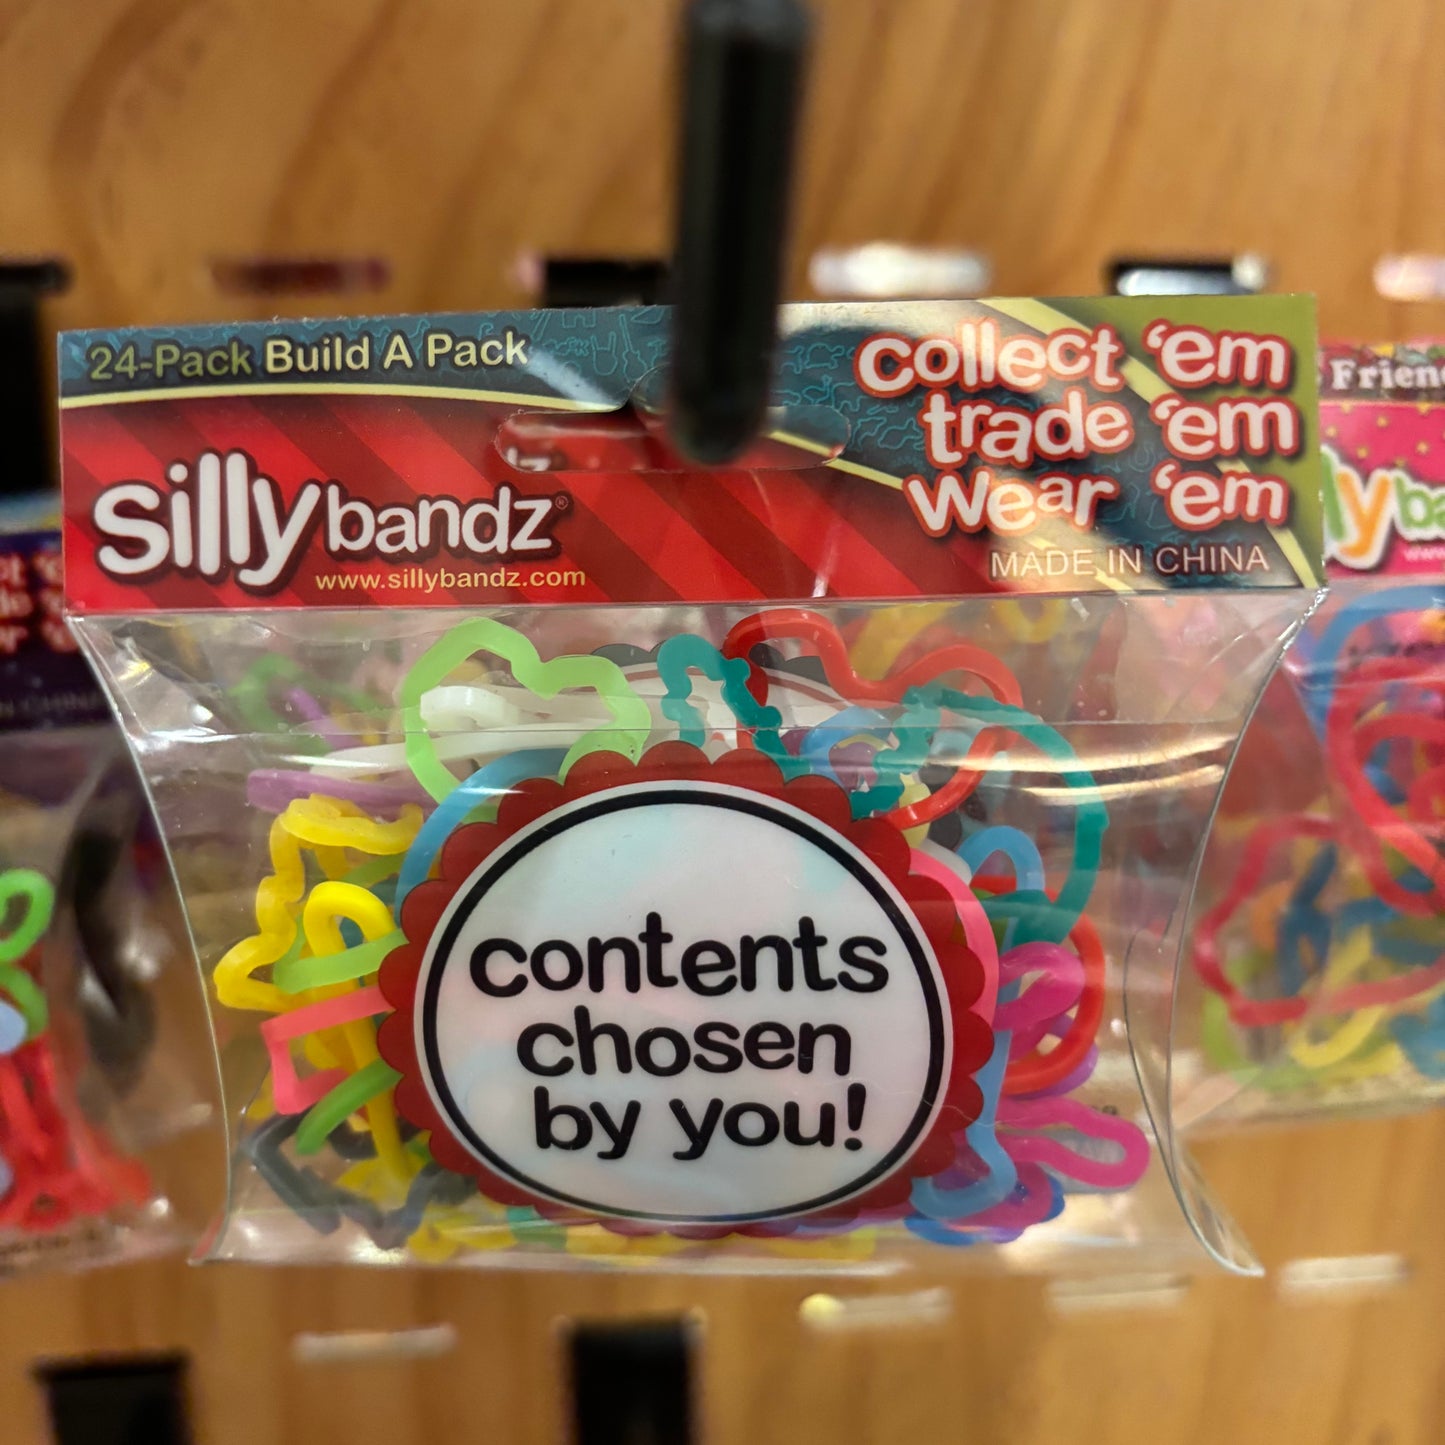 24-Pack Build A Pack
sillybandz®
www.sillybandz.com
collect 'em
trade 'em
wear 'em
MADE IN CHINA
contents
chosen
by you!